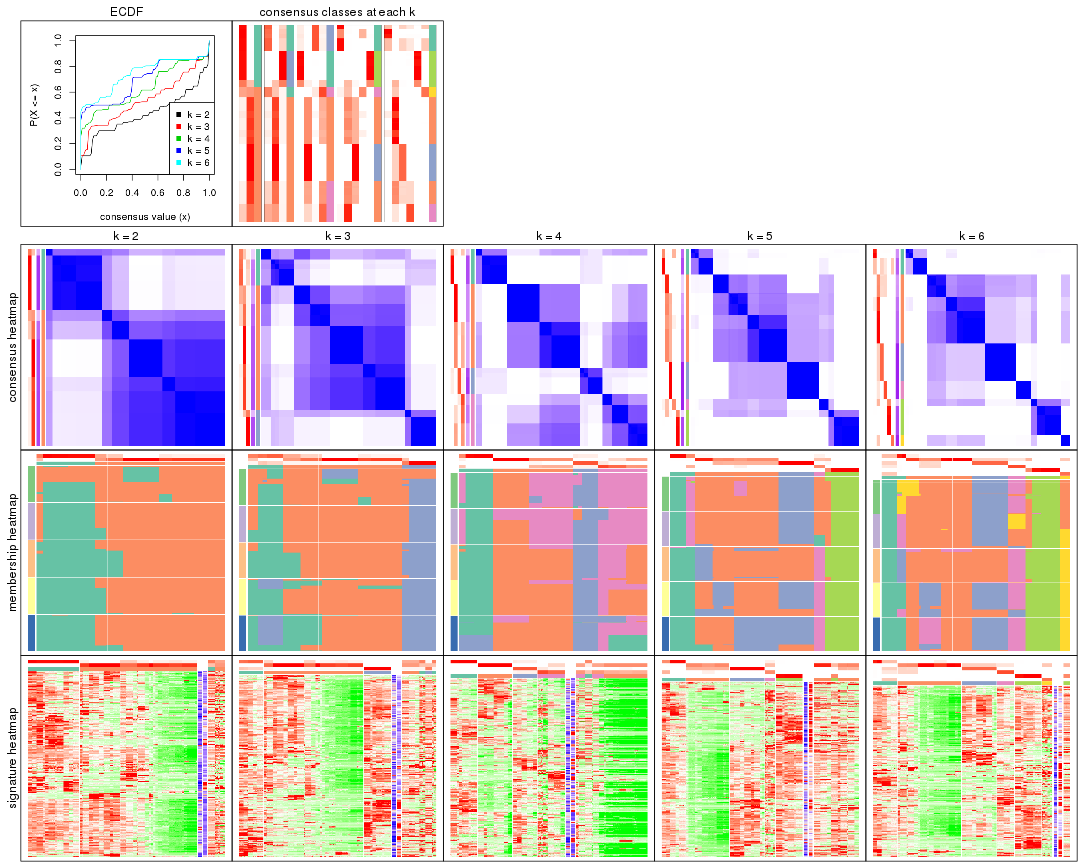 ECDF
consensus classes at each k
P(X <= x)
1.0
0.8
0.6
0.4
0.2
0.0
k = 2
k = 3
k = 4
k = 5
k = 6
0.0 0.2 0.4 0.6 0.8 1.0
consensus value (x)
k = 2
k = 3
k = 4
k = 5
k = 6
consensus heatmap
membership heatmap
signature heatmap